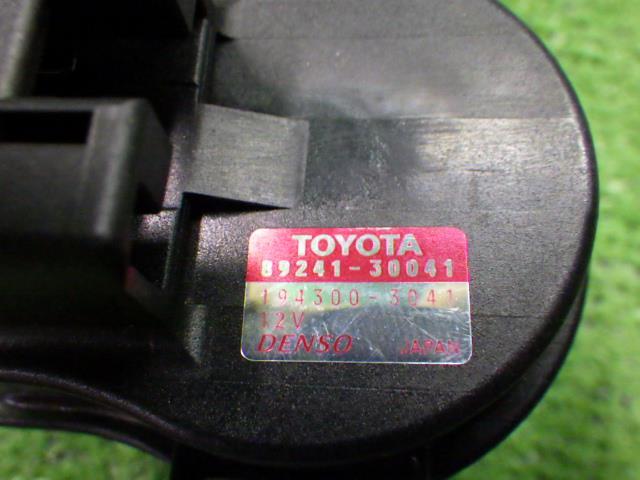 TOYOTA
89241-30041
194300-3041
12V
DENSO JAPAN